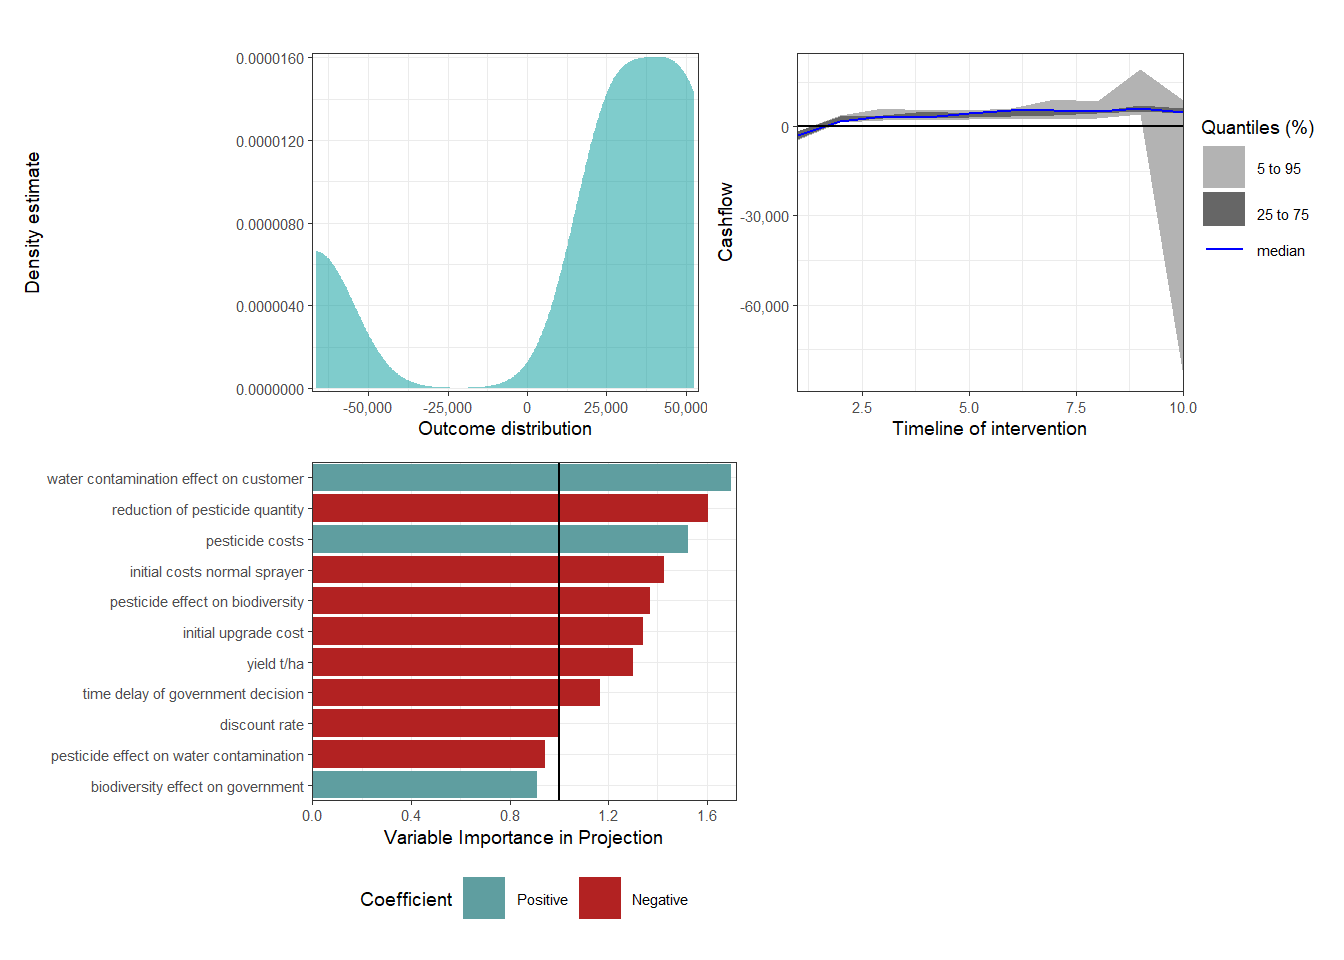 Density estimate
0.0000160
0.0000120
0.0000080
0.0000040
0.0000000
-50,000
-25,000
0
25,000
50,000
Outcome distribution
Cashflow
0
-30,000
-60,000
2.5
5.0
7.5
10.0
Timeline of intervention
Quantiles (%)
5 to 95
25 to 75
median
water contamination effect on customer
reduction of pesticide quantity
pesticide costs
initial costs normal sprayer
pesticide effect on biodiversity
initial upgrade cost
yield t/ha
time delay of government decision
discount rate
pesticide effect on water contamination
biodiversity effect on government
0.0
0.4
0.8
1.2
1.6
Variable Importance in Projection
Coefficient
Positive
Negative